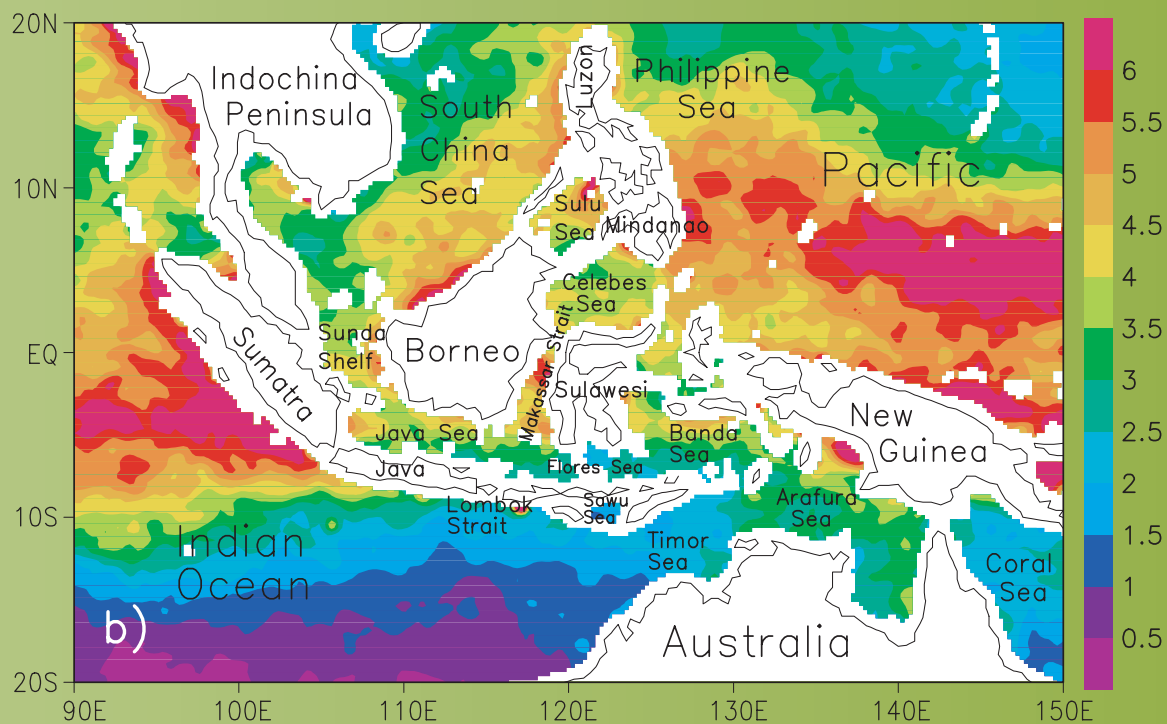 20N
10N
EQ
10S
20S
90E
100E
110E
120E
130E
140E
150E
Indochina
Peninsula
South
China
Sea
Luzon
Philippine
Sea
Pacific
Sulu
Sea
Mindanao
Celebes
Sea
Sunda
Shelf
Borneo
Makassar Strait
Sulawesi
Sumatra
Java Sea
Java
Flores Sea
Banda
Sea
New
Guinea
Lombok
Strait
Sawu
Sea
Arafura
Sea
Timor
Sea
Coral
Sea
Indian
Ocean
Australia
b)
6
5.5
5
4.5
4
3.5
3
2.5
2
1.5
1
0.5